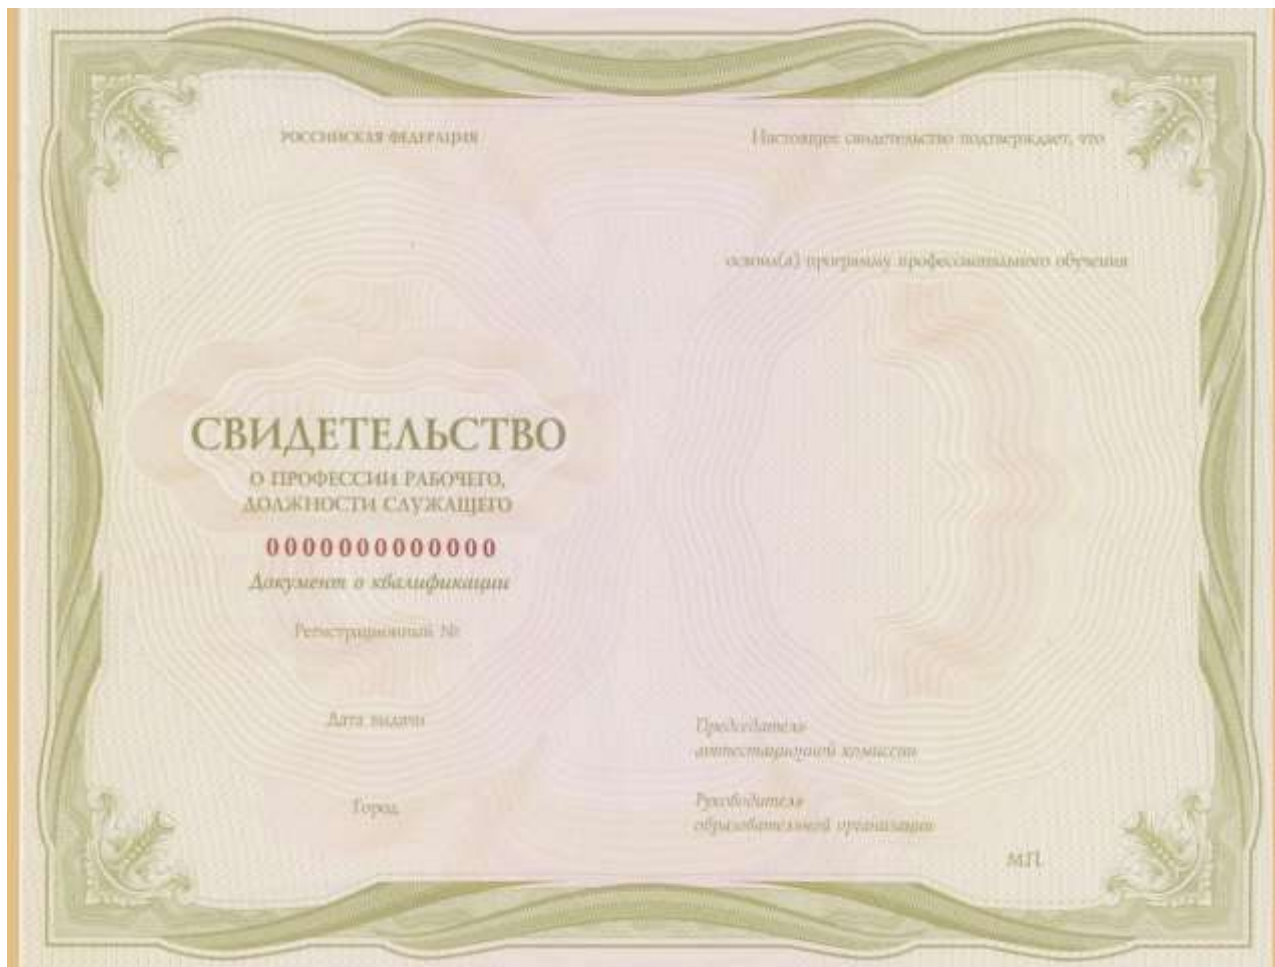 РОССИЙСКАЯ ФЕДЕРАЦИЯ
СВИДЕТЕЛЬСТВО
О ПРОФЕССИИ РАБОЧЕГО,
ДОЛЖНОСТИ СЛУЖАЩЕГО
0000000000000
Документ о квалификации
Регистрационный №
Дата выдачи
Город
Настоящее свидетельство подтверждает, что
освоил(а) программу профессионального обучения
Председатель
аттестационной комиссии
Руководитель
образовательной организации
М.П.